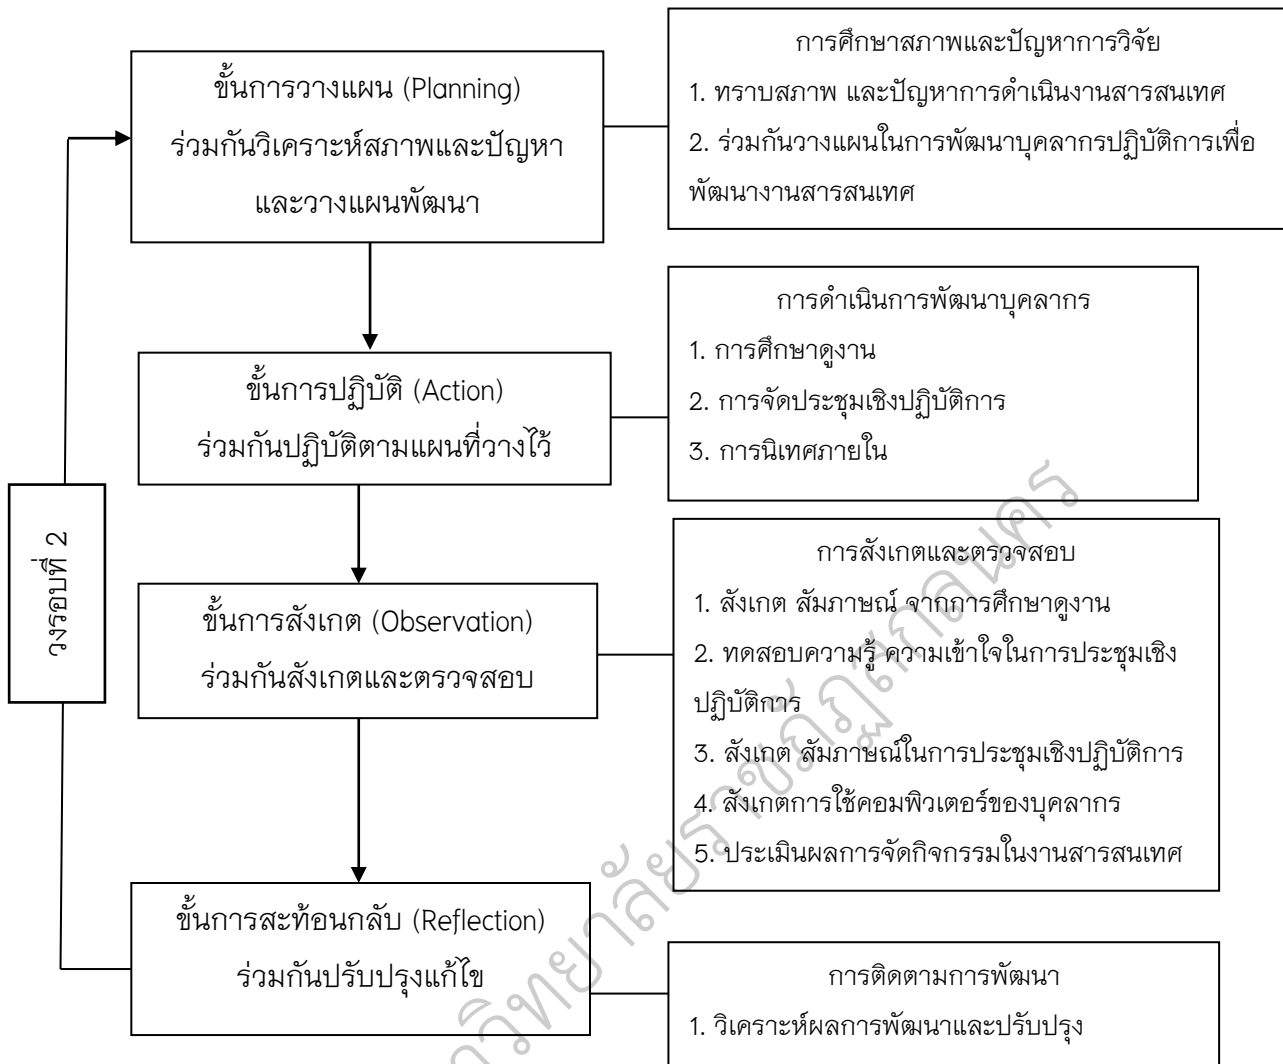 ขั้นการวางแผน (Planning)
ร่วมกันวิเคราะห์สภาพและปัญหา
และวางแผนพัฒนา
การศึกษาสภาพและปัญหาการวิจัย
1. ทราบสภาพ และปัญหาการดำเนินงานสารสนเทศ
2. ร่วมกันวางแผนในการพัฒนาบุคลากรปฏิบัติการเพื่อ
พัฒนางานสารสนเทศ
ขั้นการปฏิบัติ (Action)
ร่วมกันปฏิบัติตามแผนที่วางไว้
การดำเนินการพัฒนาบุคลากร
1. การศึกษาดูงาน
2. การจัดประชุมเชิงปฏิบัติการ
3. การนิเทศภายใน
วงรอบที่ 2
ขั้นการสังเกต (Observation)
ร่วมกันสังเกตและตรวจสอบ
การสังเกตและตรวจสอบ
1. สังเกต สัมภาษณ์ จากการศึกษาดูงาน
2. ทดสอบความรู้ ความเข้าใจในการประชุมเชิง
ปฏิบัติการ
3. สังเกต สัมภาษณ์ในการประชุมเชิงปฏิบัติการ
4. สังเกตการใช้คอมพิวเตอร์ของบุคลากร
5. ประเมินผลการจัดกิจกรรมในงานสารสนเทศ
ขั้นการสะท้อนกลับ (Reflection)
ร่วมกันปรับปรุงแก้ไข
การติดตามการพัฒนา
1. วิเคราะห์ผลการพัฒนาและปรับปรุง
วิทยาลัยราชภัฏสกลนคร